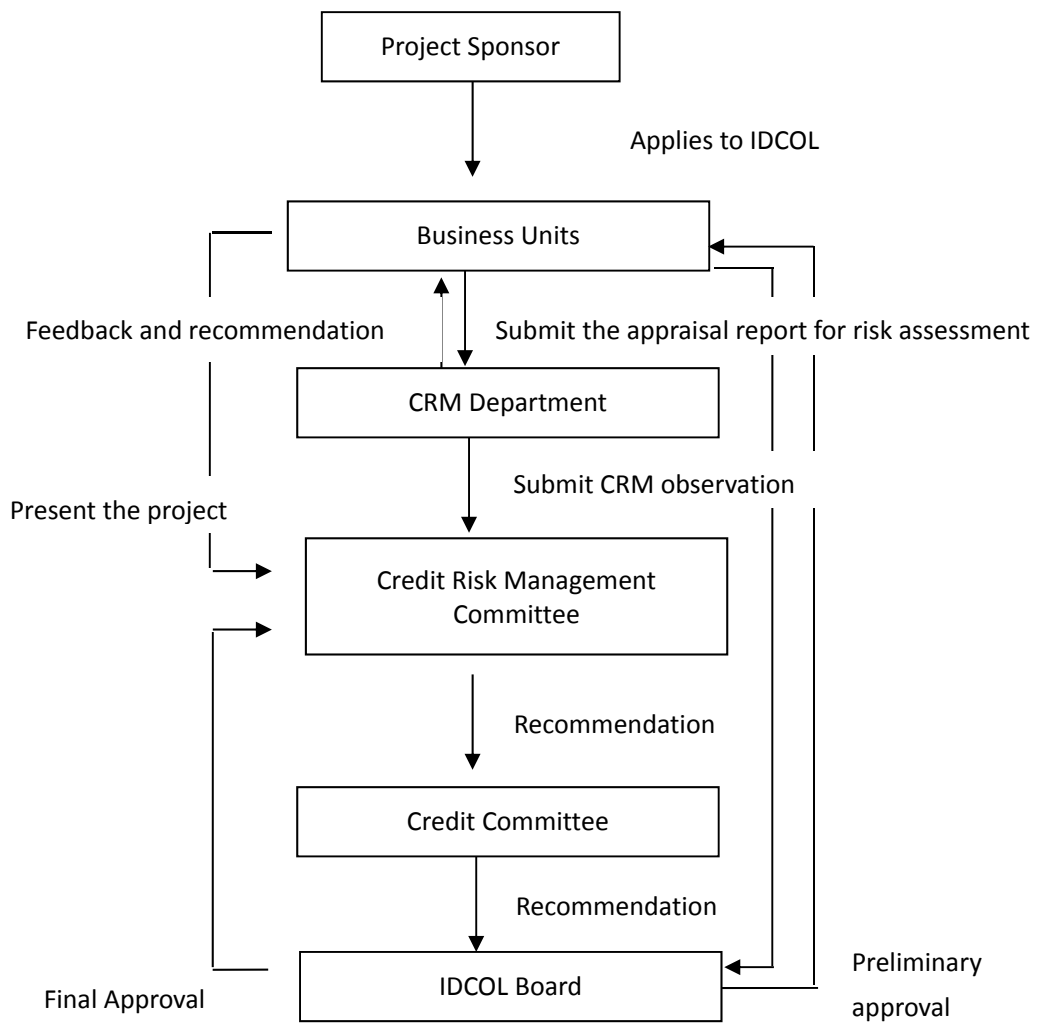 Project Sponsor
Applies to IDCOL
Business Units
Feedback and recommendation
Submit the appraisal report for risk assessment
CRM Department
Submit CRM observation
Present the project
Credit Risk Management
Committee
Recommendation
Credit Committee
Recommendation
IDCOL Board
Preliminary
approval
Final Approval